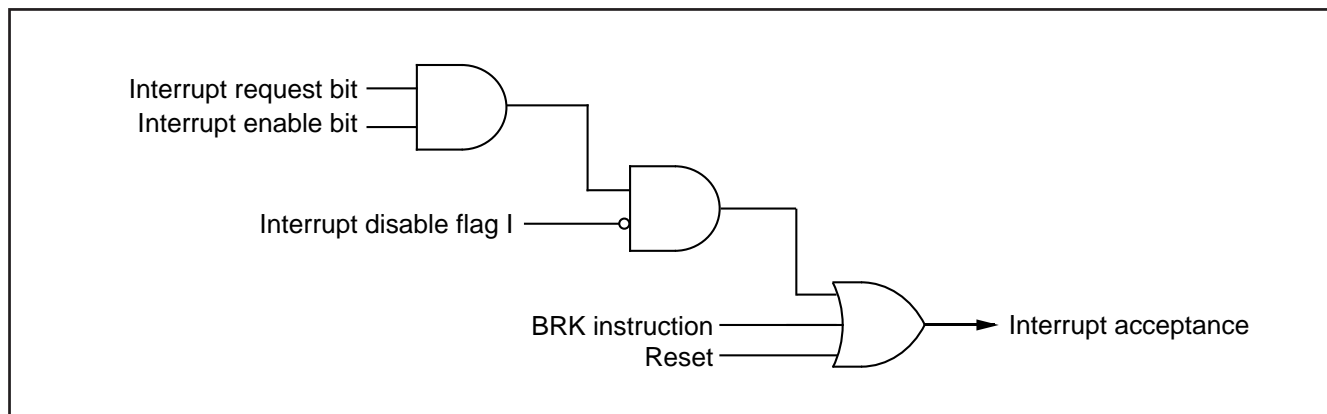 Interrupt request bit
Interrupt enable bit
Interrupt disable flag I
BRK instruction
Reset
Interrupt acceptance